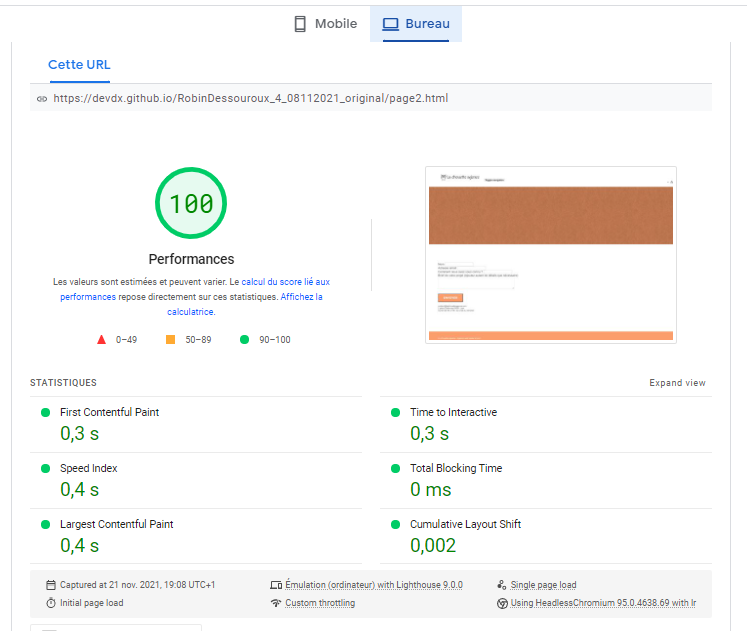 Mobile
Bureau
Cette URL
https://devdx.github.io/RobinDessouroux_4_08112021_original/page2.html
100
Performances
Les valeurs sont estimées et peuvent varier. Le calcul du score lié aux
performances repose directement sur ces statistiques. Affichez la
calculatrice.
0–49
50–89
90–100
STATISTIQUES
Expand view
First Contentful Paint
0,3 s
Time to Interactive
0,3 s
Speed Index
0,4 s
Total Blocking Time
0 ms
Largest Contentful Paint
0,4 s
Cumulative Layout Shift
0,002
Captured at 21 nov. 2021, 19:08 UTC+1
Émulation (ordinateur) with Lighthouse 9.0.0
Single page load
Initial page load
Custom throttling
Using HeadlessChromium 95.0.4638.69 with lr